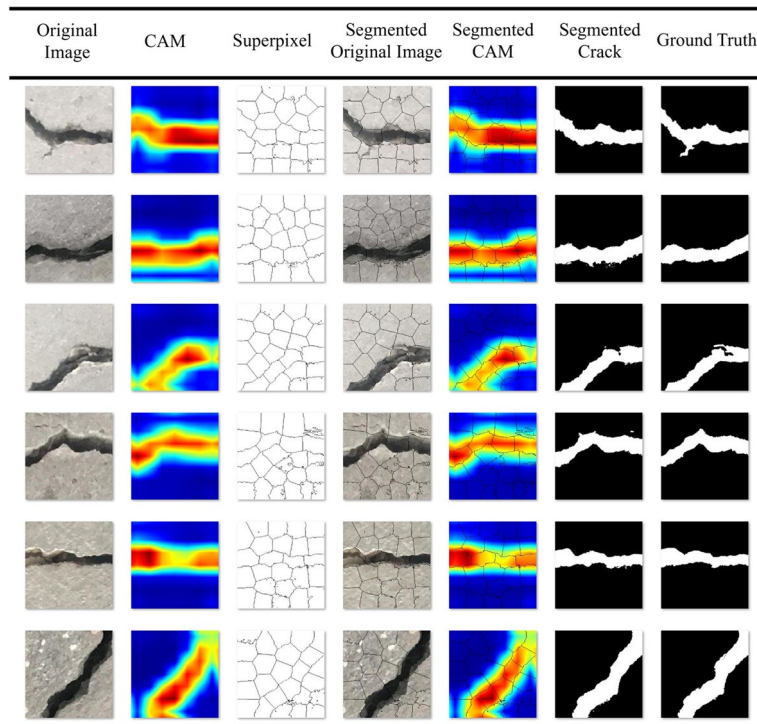 Original Image
CAM
Superpixel
Segmented Original Image
Segmented CAM
Segmented Crack
Ground Truth